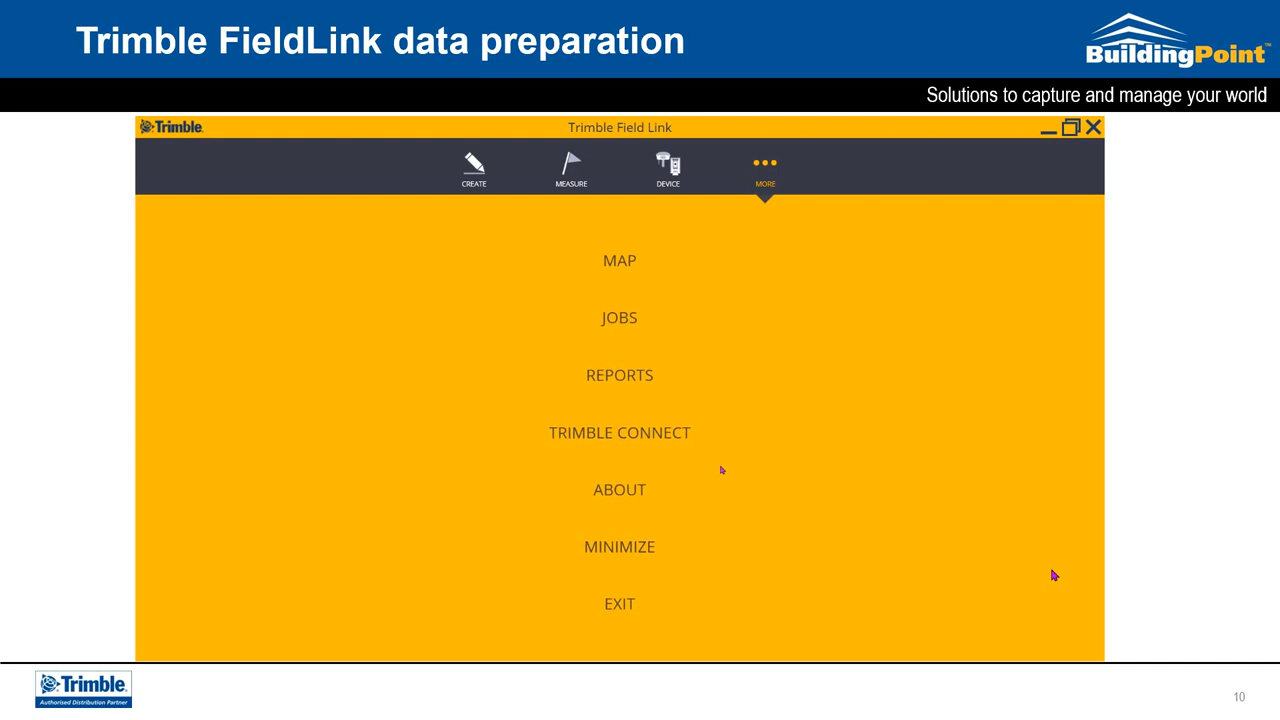 Trimble FieldLink data preparation
BuildingPoint™
Solutions to capture and manage your world
Trimble.
Trimble Field Link
CREATE
MEASURE
DEVICE
MORE
MAP
JOBS
REPORTS
TRIMBLE CONNECT
ABOUT
MINIMIZE
EXIT
Trimble.
Authorised Distribution Partner
10